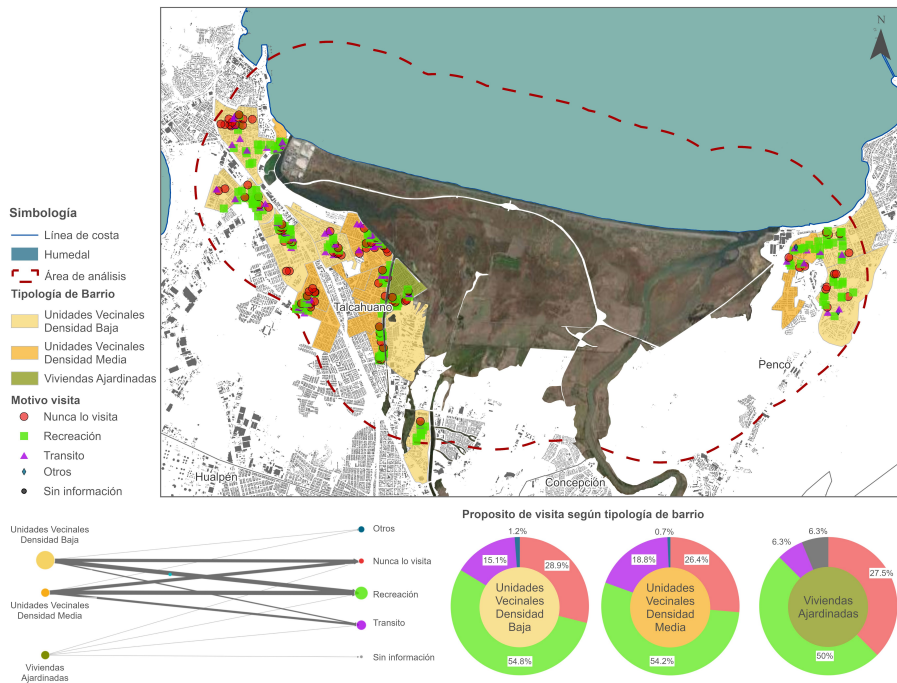 N
Talcahuano
Penco
Hualpén
Concepción
Simbología
Línea de costa
Humedal
Área de análisis
Tipología de Barrio
Unidades Vecinales
Densidad Baja
Unidades Vecinales
Densidad Media
Viviendas Ajardinadas
Motivo visita
Nunca lo visita
Recreación
Transito
Otros
Sin información
Unidades Vecinales
Densidad Baja
Unidades Vecinales
Densidad Media
Viviendas
Ajardinadas
Otros
Nunca lo visita
Recreación
Transito
Sin información
Proposito de visita según tipología de barrio
1.2%
15.1%
28.9%
Unidades
Vecinales
Densidad
Baja
54.8%
0.7%
18.8%
26.4%
Unidades
Vecinales
Densidad
Media
54.2%
6.3%
6.3%
27.5%
Viviendas
Ajardinadas
50%